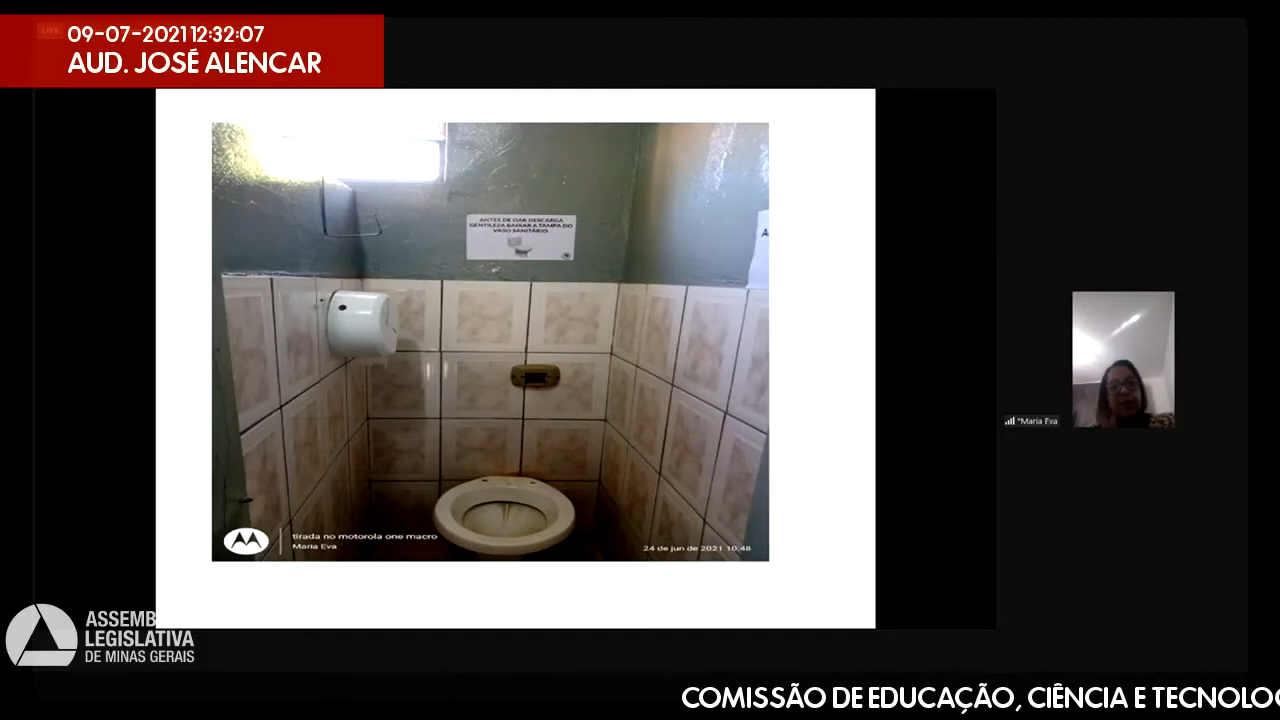 LIVE
09-07-2021 12:32:07
AUD. JOSÉ ALENCAR
ANTES DE DAR DESCARGA
GENTILEZA BAIXAR A TAMPA DO
VASO SANITÁRIO.
A
*Maria Eva
tirada no motorola one macro
Maria Eva
24 de jun de 2021 10:48
ASSEMB
LEGISLATIVA
DE MINAS GERAIS
COMISSÃO DE EDUCAÇÃO, CIÊNCIA E TECNOLOG